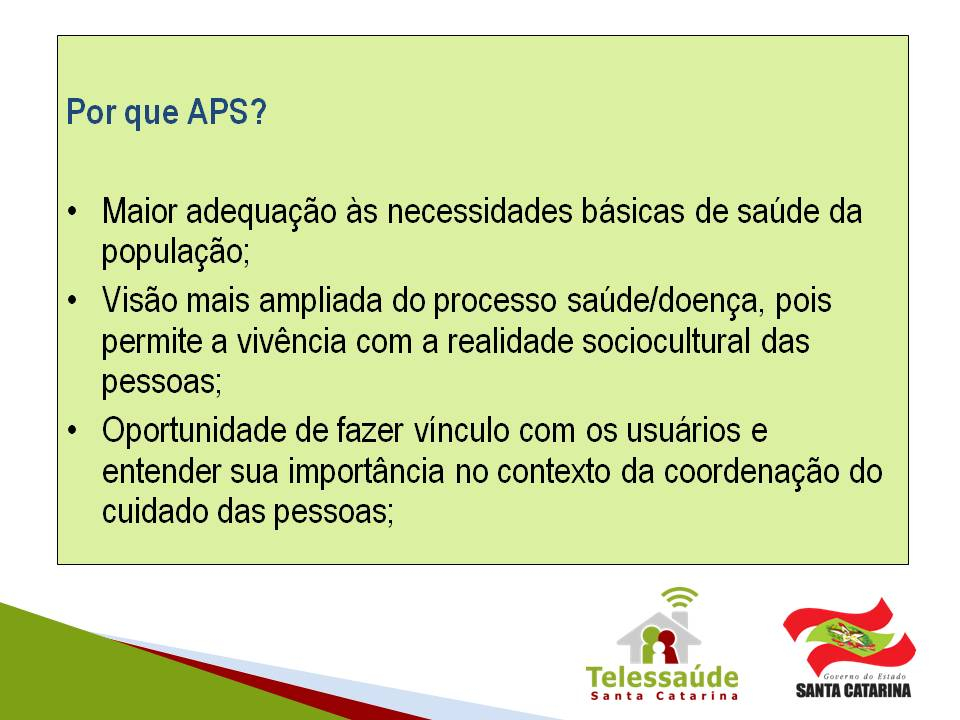 Por que APS?
• Maior adequação às necessidades básicas de saúde da
população;
• Visão mais ampliada do processo saúde/doença, pois
permite a vivência com a realidade sociocultural das
pessoas;
• Oportunidade de fazer vínculo com os usuários e
entender sua importância no contexto da coordenação do
cuidado das pessoas;
Telessaúde
Santa Catarina
Governo do Estado
SANTA CATARINA